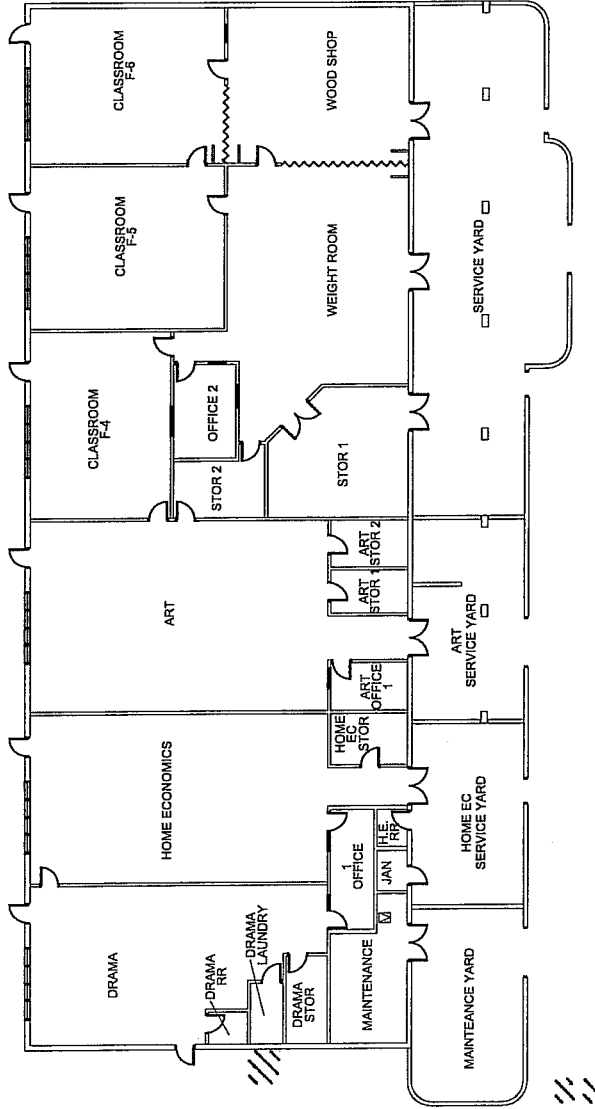 CLASSROOM
F-6
WOOD SHOP
CLASSROOM
F-5
WEIGHT ROOM
SERVICE YARD
CLASSROOM
F-4
OFFICE 2
STOR 2
STOR 1
ART
ART
STOR 2
ART
STOR 1
ART
OFFICE
1
ART
SERVICE YARD
HOME ECONOMICS
HOME
EC
STOR
1
OFFICE
H.E.
RR
JAN
HOME EC
SERVICE YARD
DRAMA
DRAMA
RR
DRAMA
LAUNDRY
DRAMA
STOR
MAINTENANCE
M
MAINTEANCE YARD